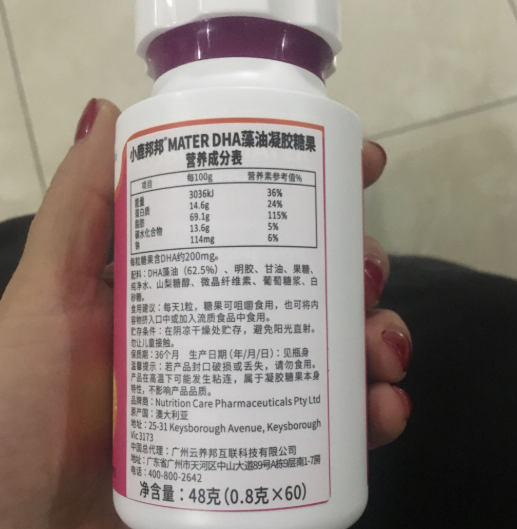 小鹿邦邦®MATER DHA藻油凝胶糖果
营养成分表
项目 每100g 营养素参考值%
能量 3036kJ 36%
蛋白质 14.6g 24%
脂肪 69.1g 115%
碳水化合物 13.6g 5%
钠 114mg 6%
每粒糖果含DHA约200mg。
配料：DHA藻油（62.5%）、明胶、甘油、果糖、
纯净水、山梨糖醇、微晶纤维素、葡萄糖浆、白
砂糖。
食用建议：每天1粒，糖果可咀嚼食用，也可将内
容物挤入口中或加入流质食品中食用。
贮存条件：在阴凉干燥处贮存，避免阳光直射。
勿让儿童接触。
保质期：36个月 生产日期（年/月/日）：见瓶身
温馨提示：若产品封口破损或丢失，请勿食用。
产品在高温下可能发生粘连，属于凝胶糖果本身
特性，不影响产品品质。
品牌商：Nutrition Care Pharmaceuticals Pty Ltd
原产国：澳大利亚
地址：25-31 Keysborough Avenue, Keysborough
Vic 3173
中国总代理：广州云养邦互联科技有限公司
地址：广东省广州市天河区中山大道89号A栋9层南1-7房
电话：400-800-2642
净含量：48克（0.8克×60）